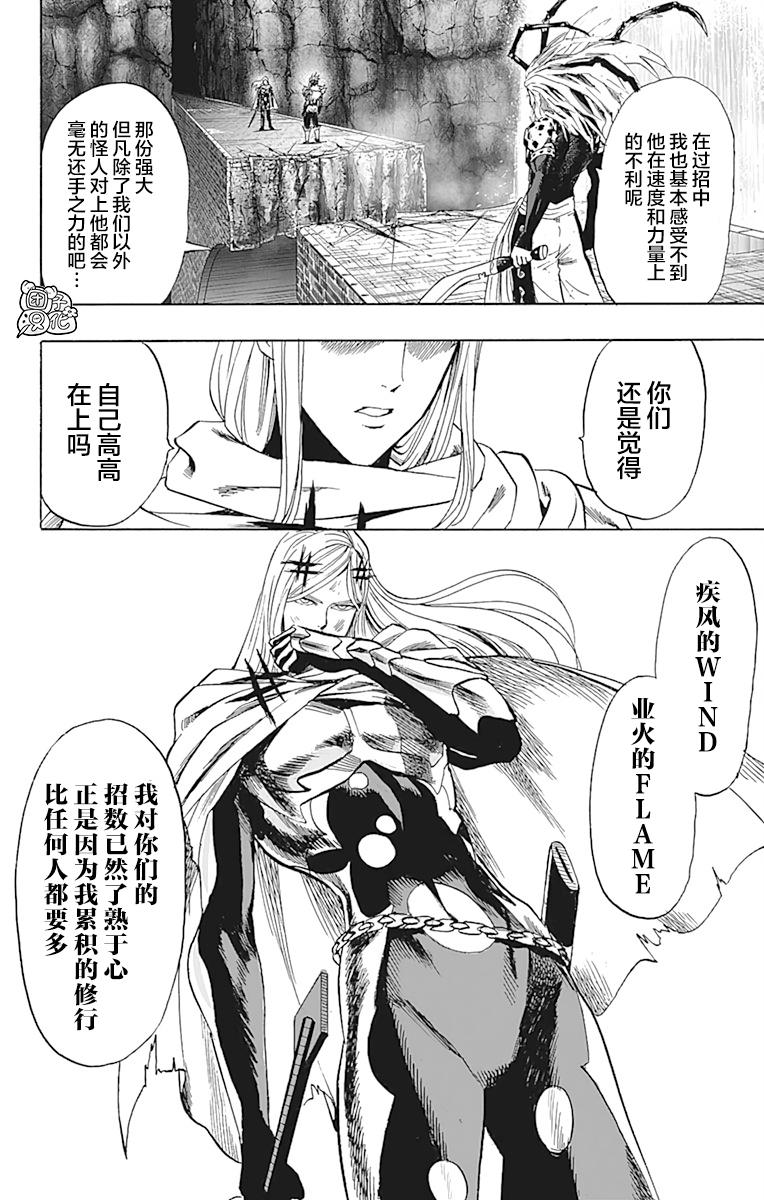 在过招中
我也基本感受不到
他在速度和力量上
的不利呢
那份强大
但凡除了我们以外
的怪人对上他都会
毫无还手之力的吧…
团子
汉化
你们
还是觉得
自己高高
在上吗
疾风的WIND
业火的FLAME
我对你们的
招数已然了熟于心
正是因为我累积的修行
比任何人都要多